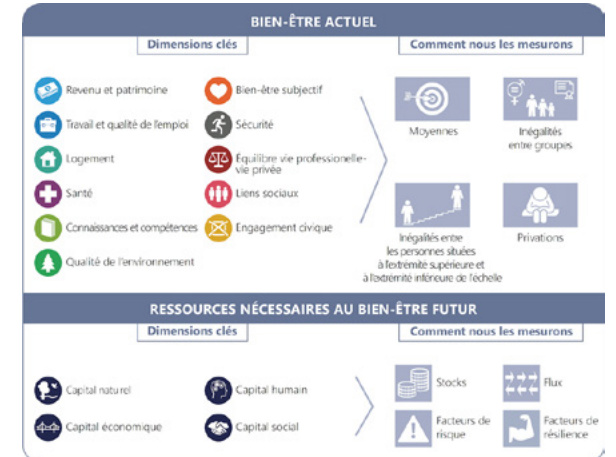 BIEN-ÊTRE ACTUEL
Dimensions clés
Revenu et patrimoine
Travail et qualité de l'emploi
Logement
Santé
Connaissances et compétences
Qualité de l'environnement
Bien-être subjectif
Sécurité
Équilibre vie professionelle-
vie privée
Liens sociaux
Engagement civique
Comment nous les mesurons
Moyennes
Inégalités
entre groupes
Inégalités entre
les personnes situées
à l'extrémité supérieure et
à l'extrémité inférieure de l'échelle
Privations
RESSOURCES NÉCESSAIRES AU BIEN-ÊTRE FUTUR
Dimensions clés
Capital naturel
Capital économique
Capital humain
Capital social
Comment nous les mesurons
Stocks
Flux
Facteurs de
risque
Facteurs de
résilience